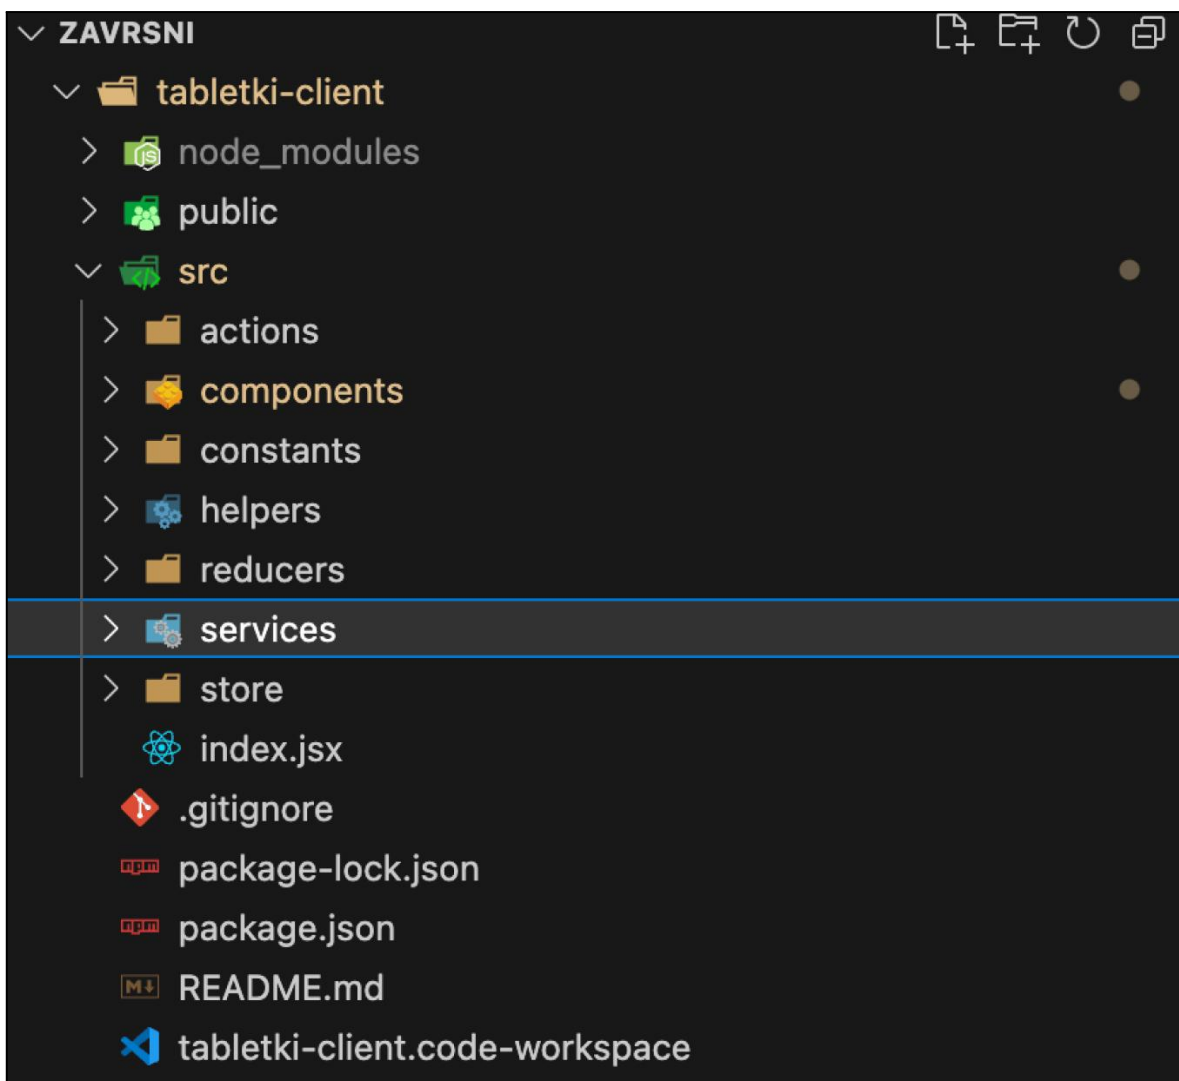 ZAVRSNI
tabletki-client
node_modules
public
src
actions
components
constants
helpers
reducers
services
store
index.jsx
.gitignore
package-lock.json
package.json
README.md
tabletki-client.code-workspace